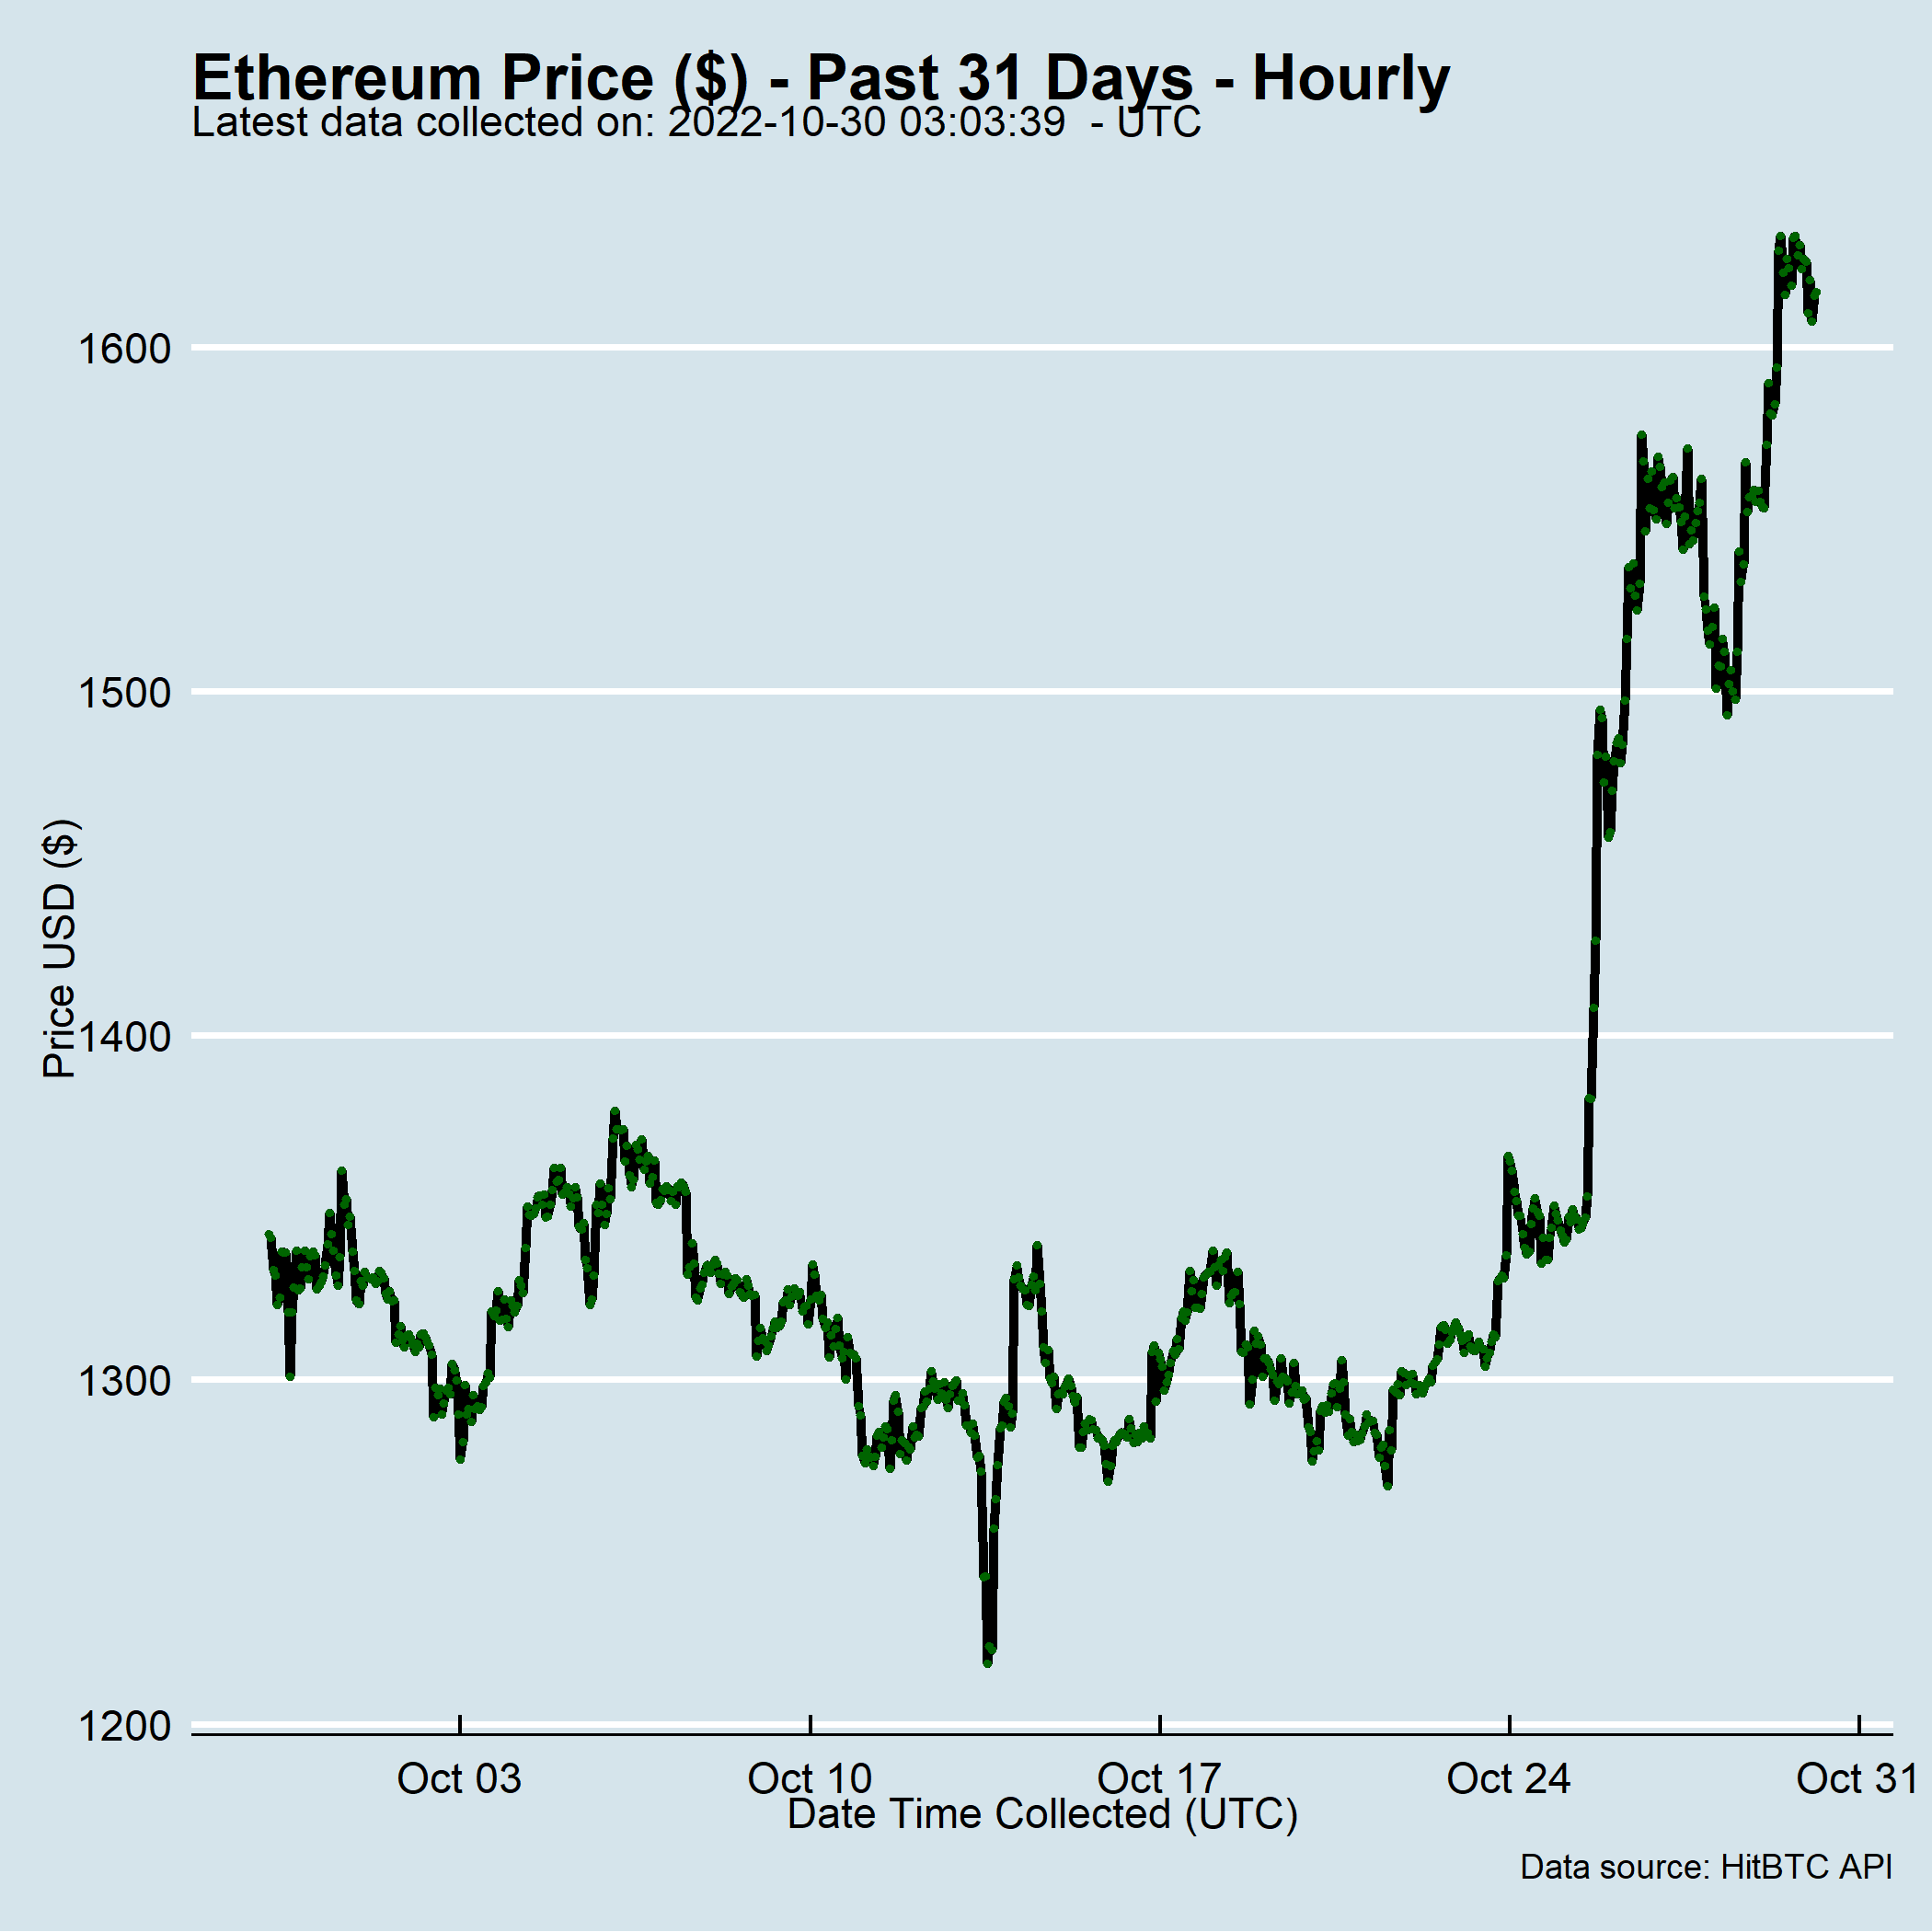 Ethereum Price ($) - Past 31 Days - Hourly
Latest data collected on: 2022-10-30 03:03:39  - UTC
1600
1500
1400
1300
1200
Price USD ($)
Oct 03
Oct 10
Oct 17
Oct 24
Oct 31
Date Time Collected (UTC)
Data source: HitBTC API